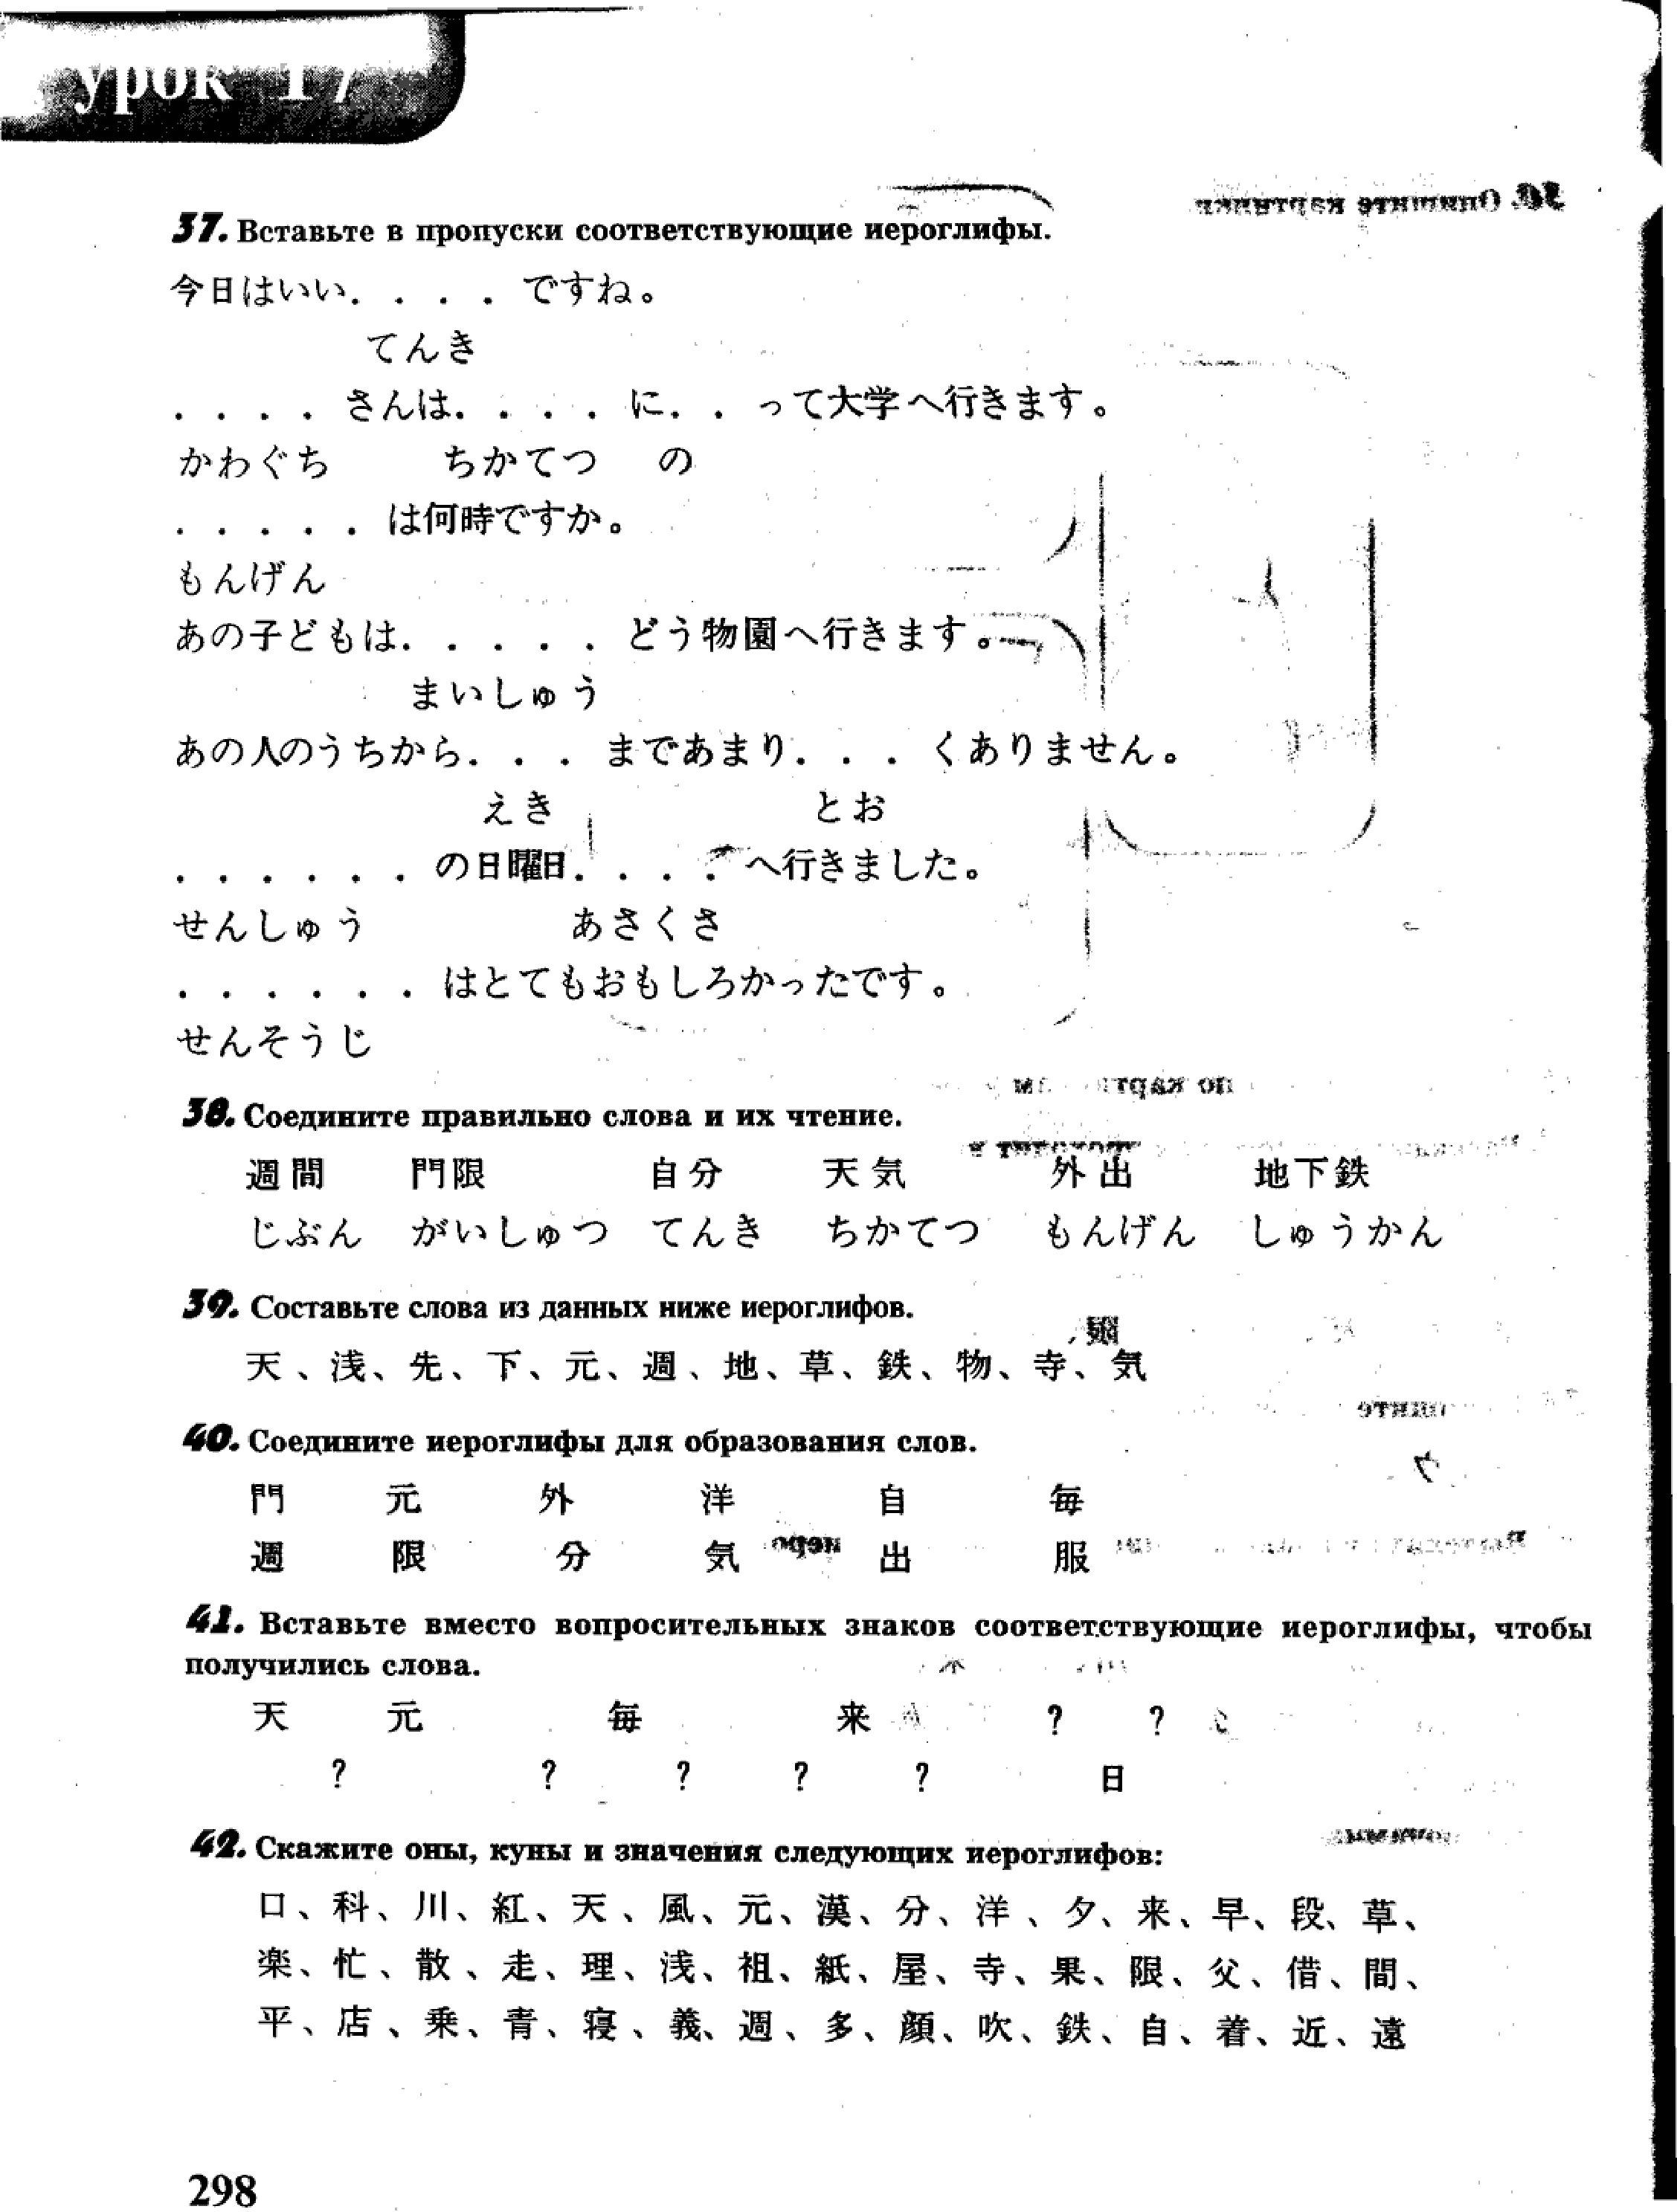 урок 17
37. Вставьте в пропуски соответствующие иероглифы.
今日はいい. . . . ですね。
てんき
. . . . さんは. . . . に. . って大学へ行きます。
かわぐち ちかてつ の
. . . . . は何時ですか。
もんげん
あの子どもは. . . . . どう物園へ行きます。
まいしゅう
あの人のうちから. . . まであまり. . . くありません。
えき とお
. . . . . . の日曜日. . . . へ行きました。
せんしゅう あさくさ
. . . . . . はとてもおもしろかったです。
せんそうじ
38. Соедините правильно слова и их чтение.
週間 門限 自分 天気 外出 地下鉄
じぶん がいしゅつ てんき ちかてつ もんげん しゅうかん
39. Составьте слова из данных ниже иероглифов.
天、浅、先、下、元、週、地、草、鉄、物、寺、気
40. Соедините иероглифы для образования слов.
門 元 外 洋 自 毎
週 限 分 気 出 服
41. Вставьте вместо вопросительных знаков соответствующие иероглифы, чтобы
получились слова.
天 元 毎 来 ? ?
? ? ? ? ? 日
42. Скажите оны, куны и значения следующих иероглифов:
口、科、川、紅、天、風、元、漢、分、洋、夕、来、早、段、草、
楽、忙、散、走、理、浅、祖、紙、屋、寺、果、限、父、借、間、
平、店、乗、青、寝、義、週、多、顔、吹、鉄、自、着、近、遠
298